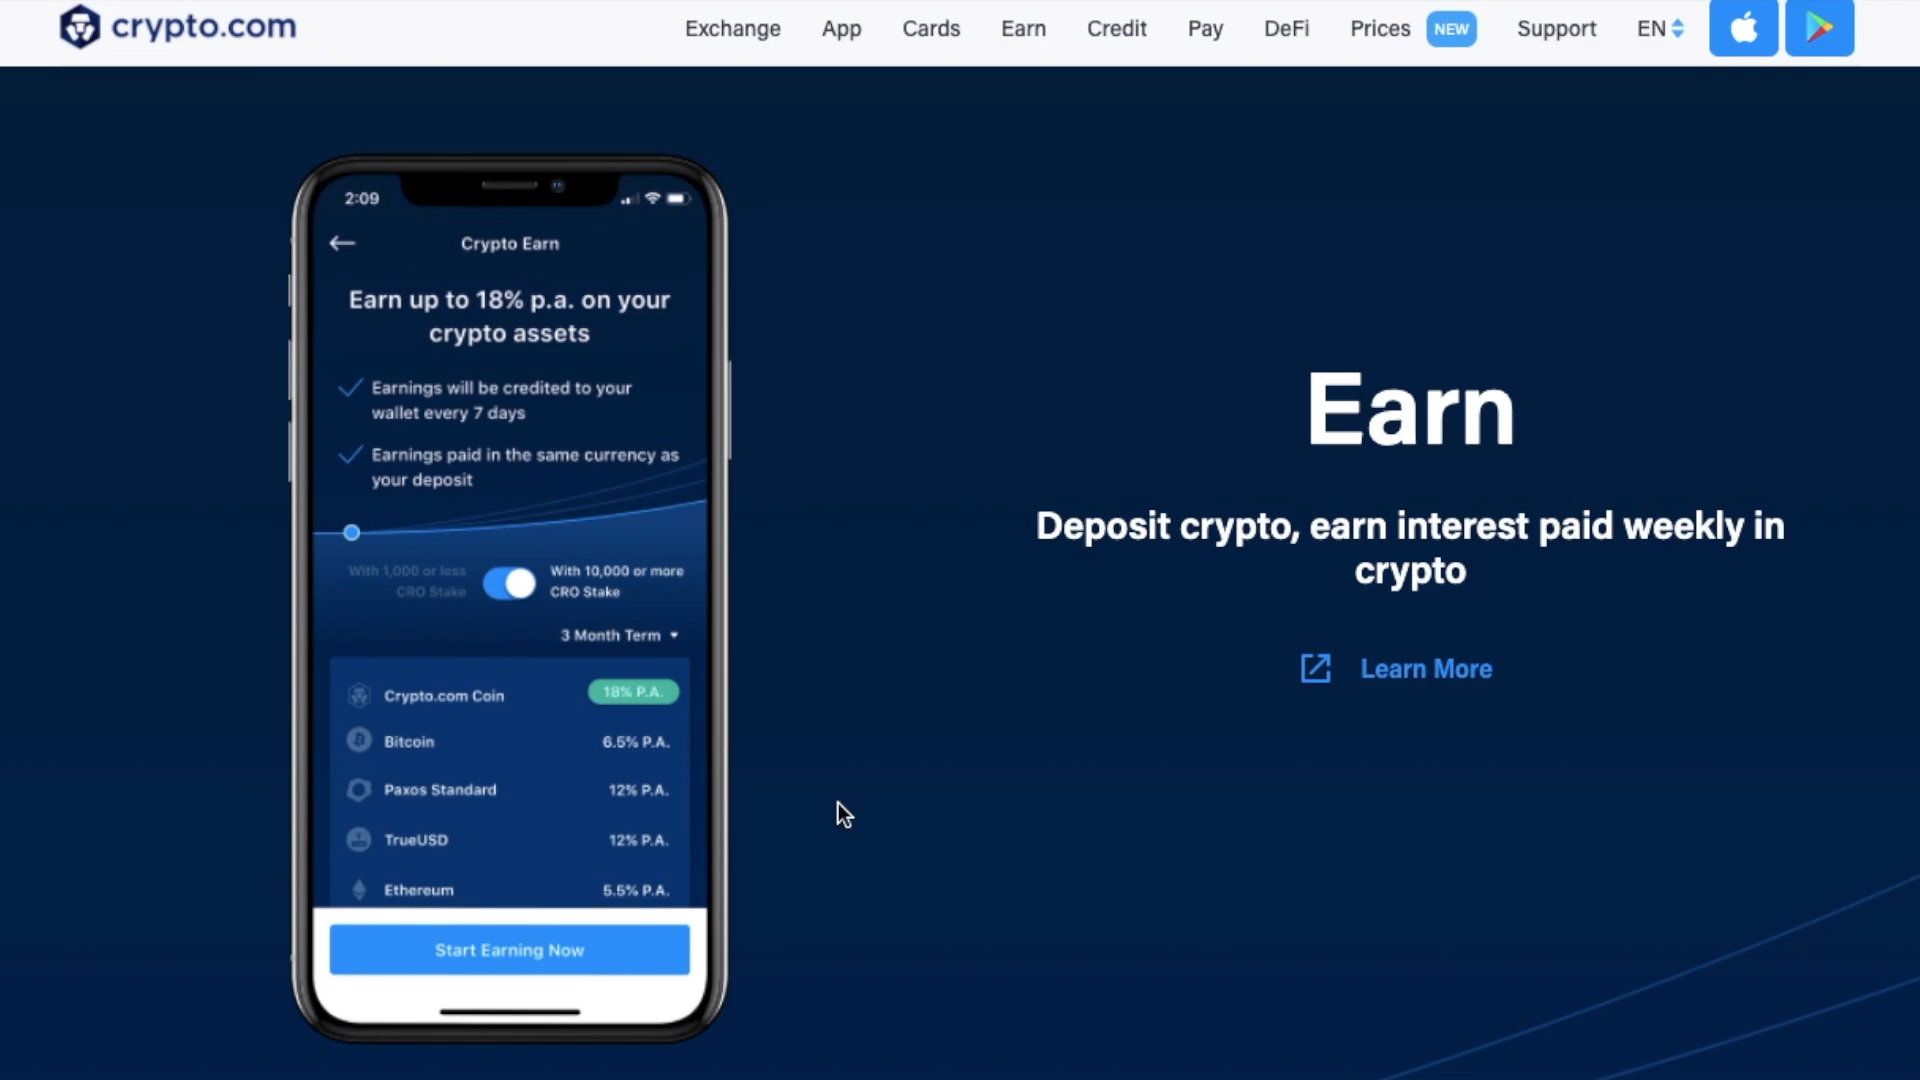 crypto.com
Exchange App Cards Earn Credit Pay DeFi Prices NEW Support EN
2:09
Crypto Earn
Earn up to 18% p.a. on your
crypto assets
Earnings will be credited to your
wallet every 7 days
Earnings paid in the same currency as
your deposit
With 1,000 or less
CRO Stake
With 10,000 or more
CRO Stake
3 Month Term
Crypto.com Coin 18% P.A.
Bitcoin 6.5% P.A.
Paxos Standard 12% P.A.
TrueUSD 12% P.A.
Ethereum 5.5% P.A.
Start Earning Now
Earn
Deposit crypto, earn interest paid weekly in
crypto
Learn More